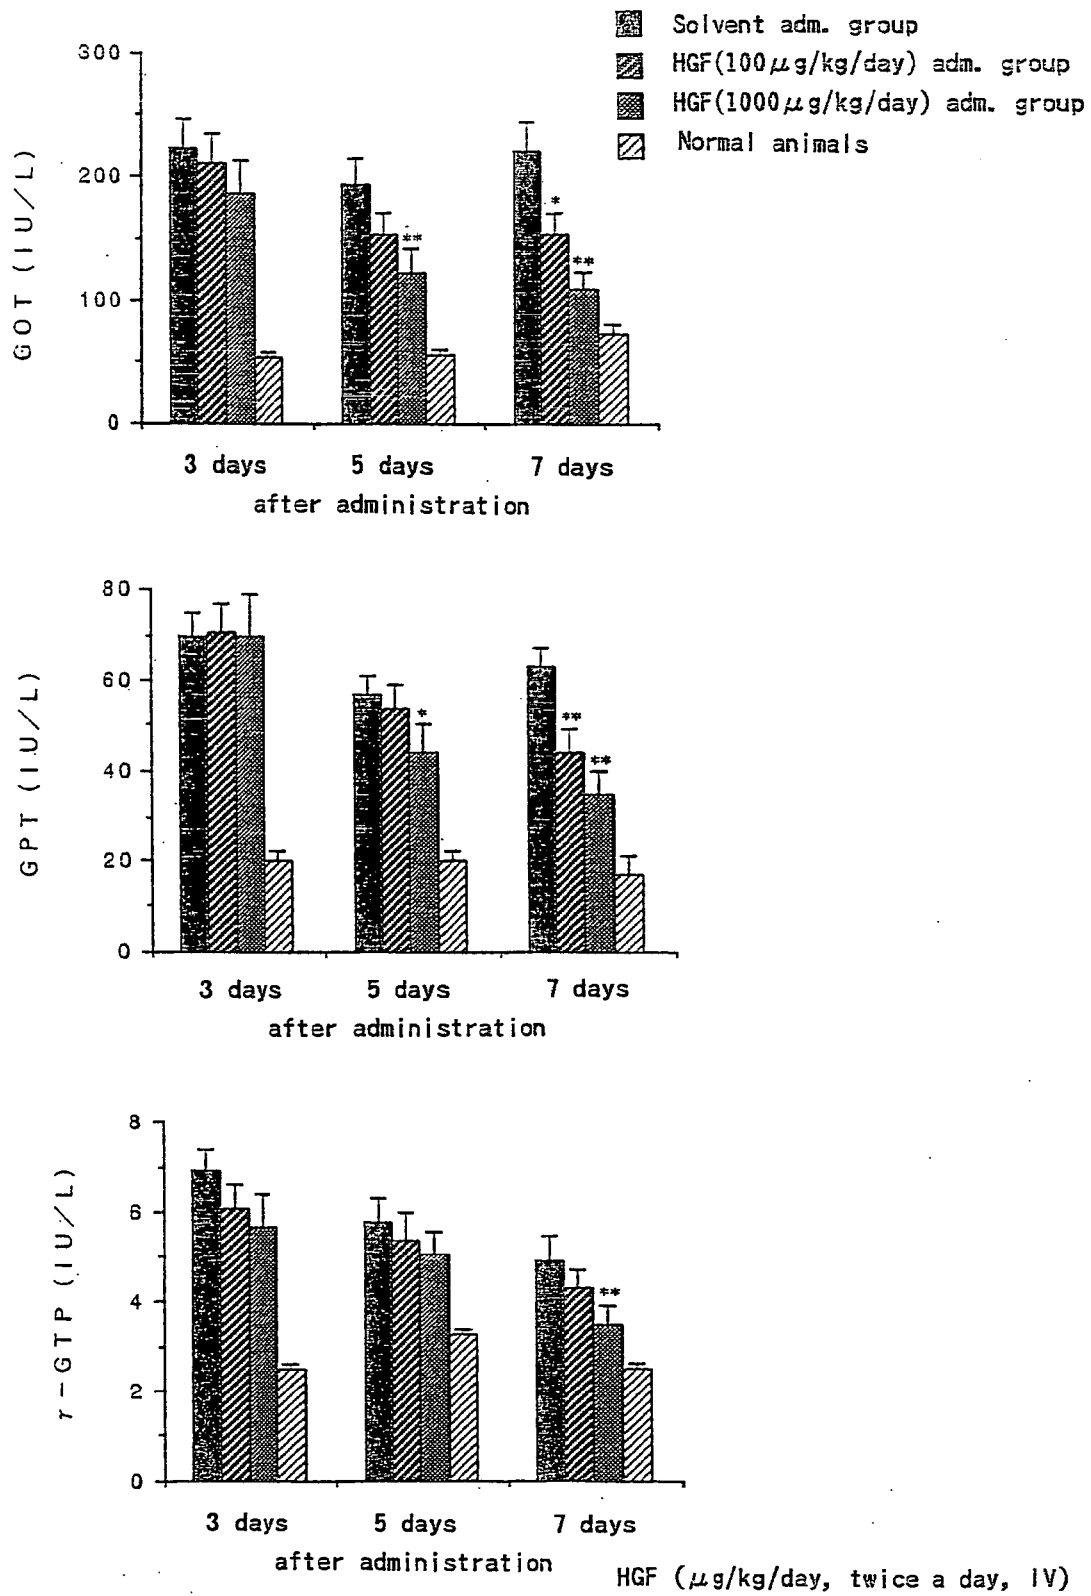 Solvent adm. group
HGF(100μg/kg/day) adm. group
HGF(1000μg/kg/day) adm. group
Normal animals
GOT (IU/L)
300
200
100
0
*
**
**
3 days
5 days
7 days
after administration
GPT (IU/L)
80
60
40
20
0
*
**
**
3 days
5 days
7 days
after administration
r-GTP (IU/L)
8
6
4
2
0
**
3 days
5 days
7 days
after administration
HGF (μg/kg/day, twice a day, IV)